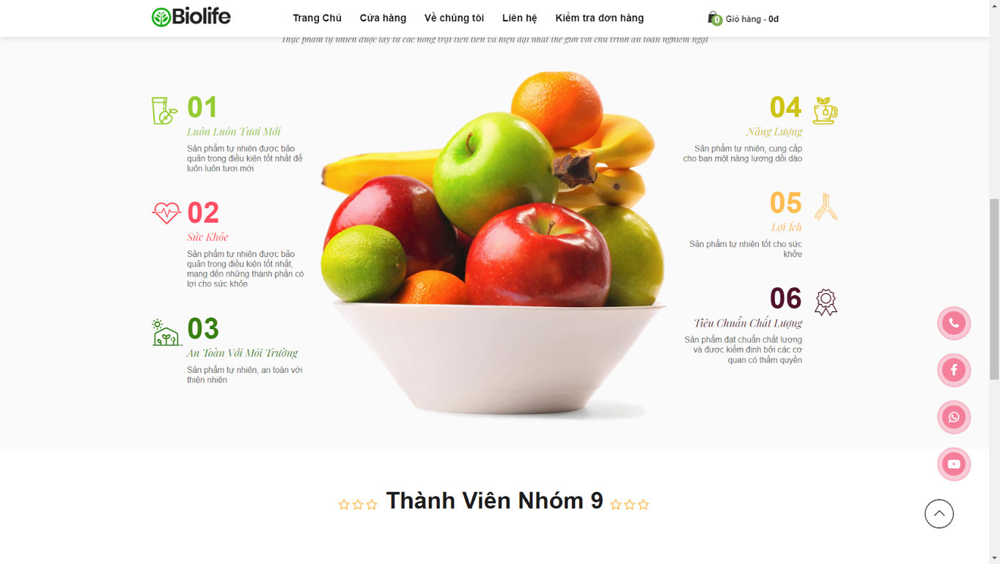 Biolife
Trang Chủ
Cửa hàng
Về chúng tôi
Liên hệ
Kiểm tra đơn hàng
0
Giỏ hàng - 0đ
Thực phẩm tự nhiên được lấy từ các nông trại tiên tiến và hiện đại nhất thế giới với chu trình an toàn nghiêm ngặt
01
Luôn Luôn Tươi Mới
Sản phẩm tự nhiên được bảo
quản trong điều kiện tốt nhất để
luôn luôn tươi mới
02
Sức Khỏe
Sản phẩm tự nhiên được bảo
quản trong điều kiện tốt nhất,
mang đến những thành phần có
lợi cho sức khỏe
03
An Toàn Với Môi Trường
Sản phẩm tự nhiên, an toàn với
thiên nhiên
04
Năng Lượng
Sản phẩm tự nhiên, cung cấp
cho bạn một năng lương dồi dào
05
Lợi Ích
Sản phẩm tự nhiên tốt cho sức
khở̉e
06
Tiêu Chuẩn Chất Lượng
Sản phẩm đạt chuẩn chất lượng
và được kiểm định bởi các cơ
quan có thẩm quyền
Thành Viên Nhóm 9